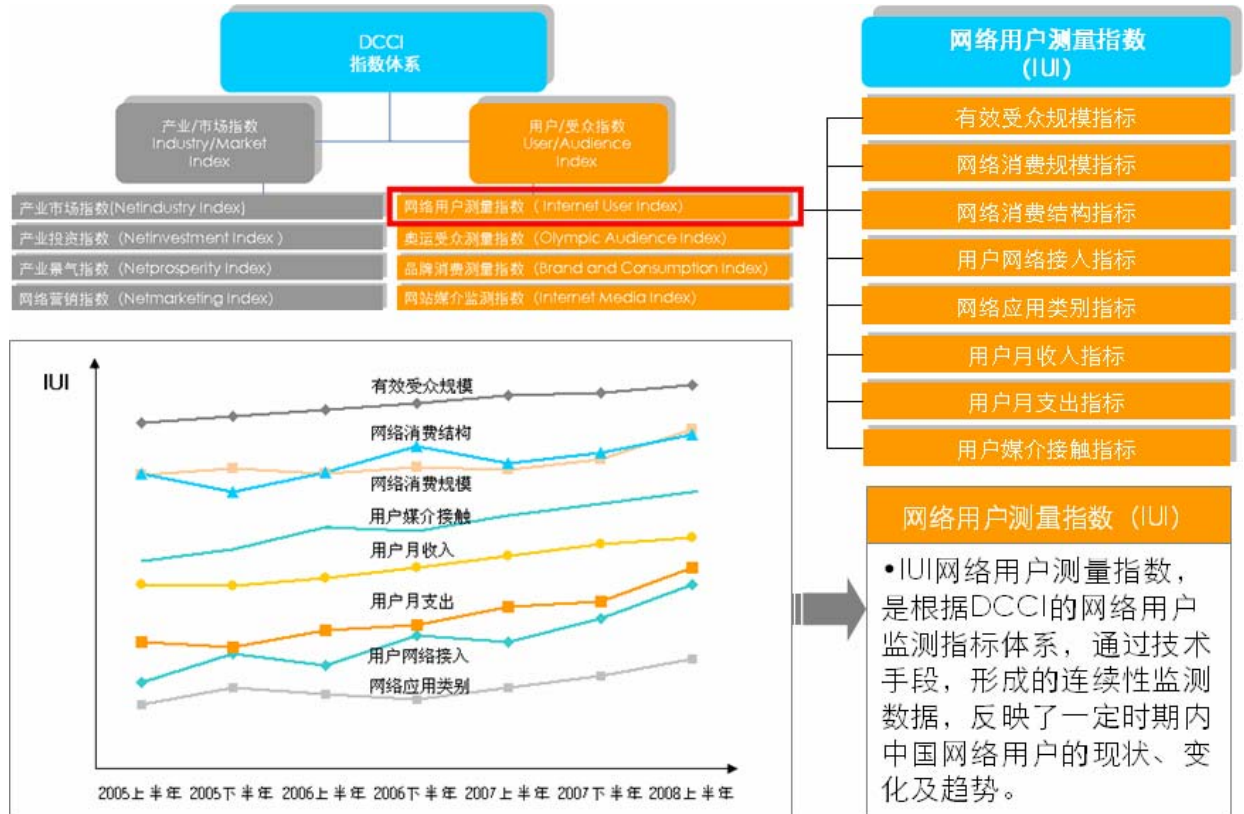 DCCI
指数体系
产业/市场指数
Industry/Market
Index
用户/受众指数
User/Audience
Index
产业市场指数(Netindustry Index)
产业投资指数（Netinvestment Index ）
产业景气指数（Netprosperity Index）
网络营销指数（Netmarketing Index）
网络用户测量指数（ Internet User Index）
奥运受众测量指数（Olympic Audience Index）
品牌消费测量指数（Brand and Consumption Index）
网站媒介监测指数（Internet Media Index）
网络用户测量指数
(IUI)
有效受众规模指标
网络消费规模指标
网络消费结构指标
用户网络接入指标
网络应用类别指标
用户月收入指标
用户月支出指标
用户媒介接触指标
IUI
有效受众规模
网络消费结构
网络消费规模
用户媒介接触
用户月收入
用户月支出
用户网络接入
网络应用类别
2005上半年 2005下半年 2006上半年 2006下半年 2007上半年 2007下半年 2008上半年
网络用户测量指数（IUI）
•IUI网络用户测量指数，
是根据DCCI的网络用户
监测指标体系，通过技术
手段，形成的连续性监测
数据，反映了一定时期内
中国网络用户的现状、变
化及趋势。